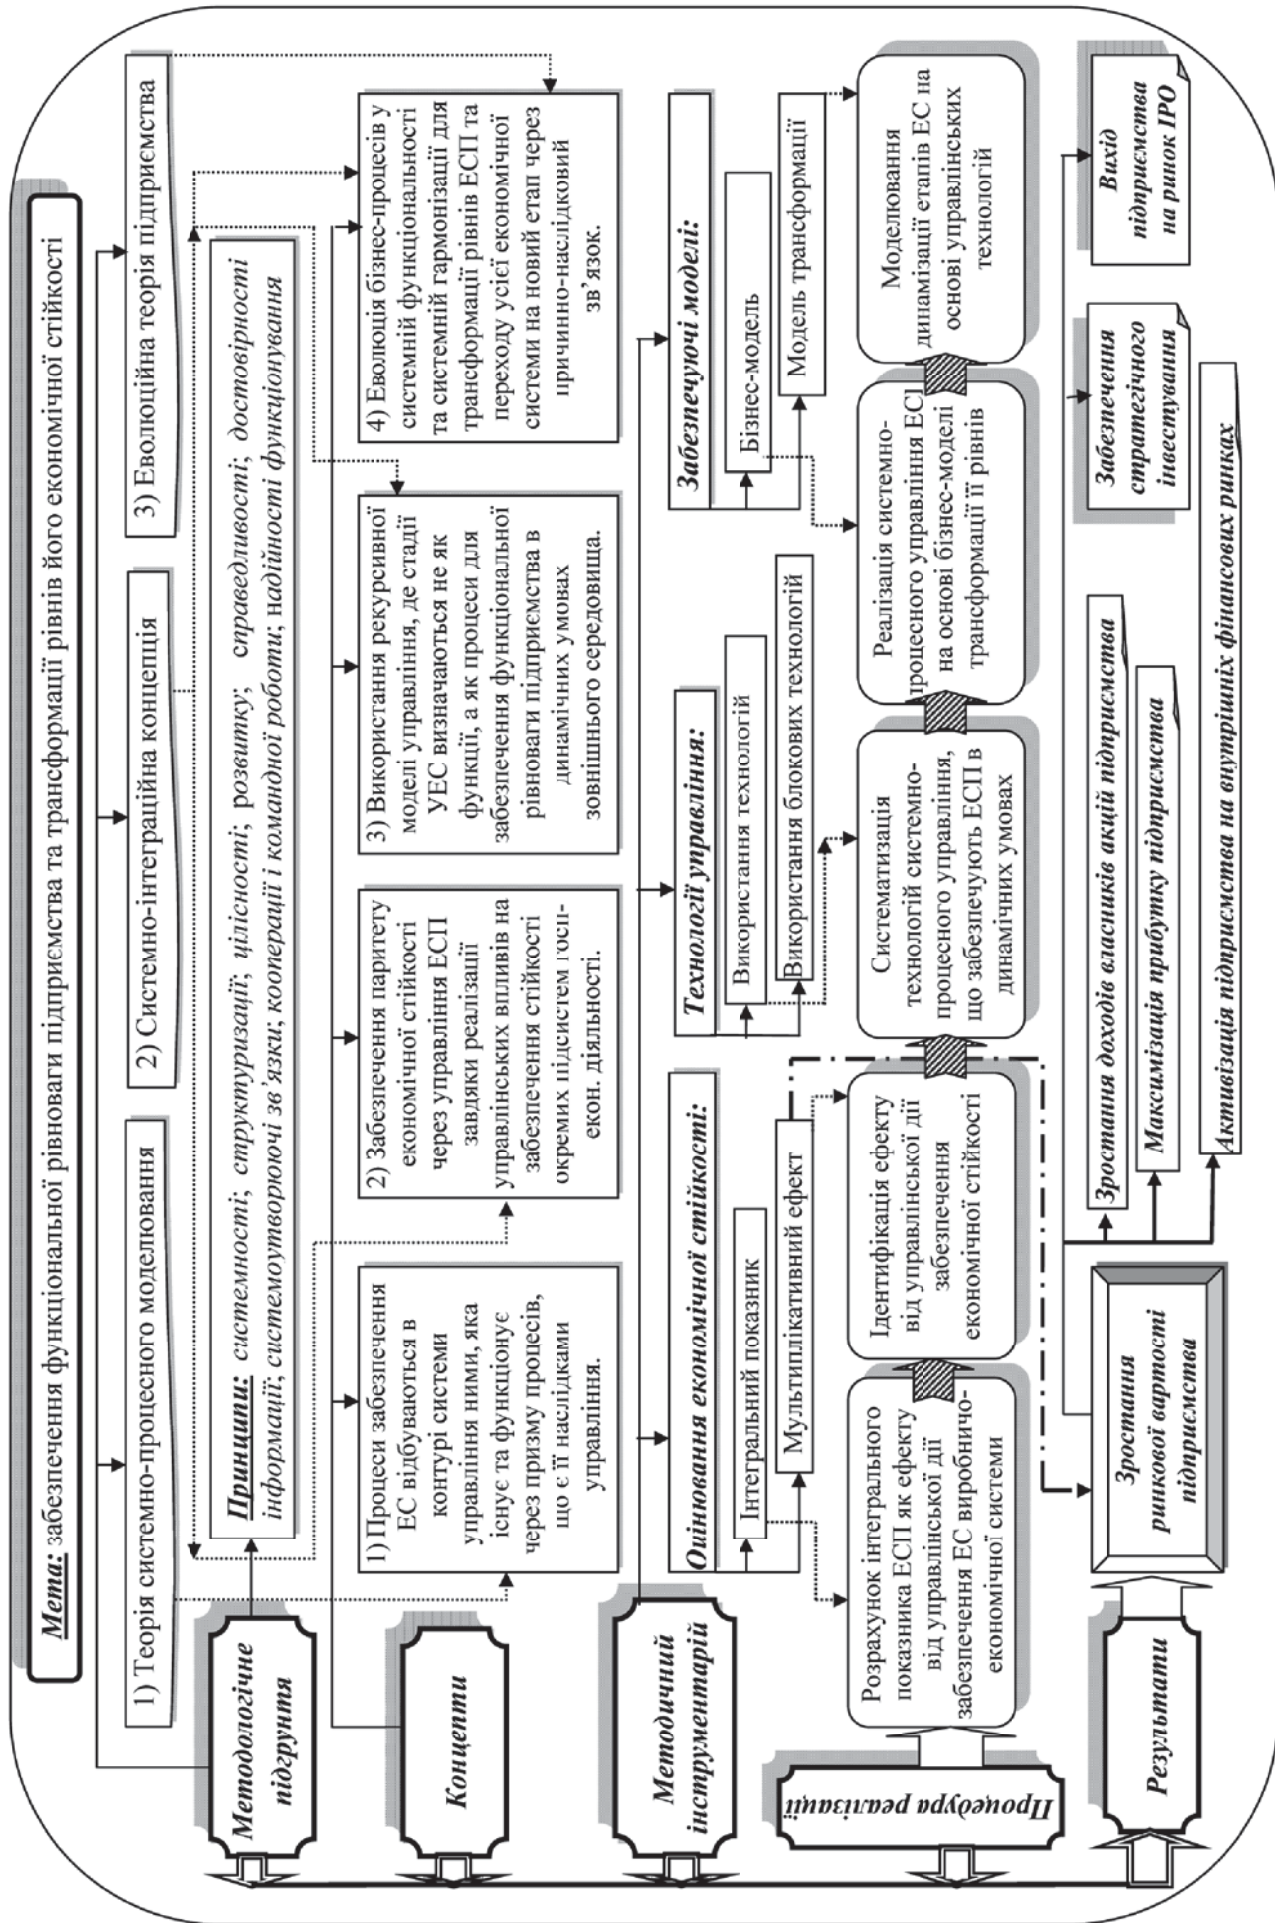 Мета: забезпечення функціональної рівноваги підприємства та трансформації рівнів його економічної стійкості
Методологічне
підгрунтя
1) Теорія системно-процесного моделювання
2) Системно-інтеграційна концепція
3) Еволюційна теорія підприємства
Принципи: системності; структуризації; цілісності; розвитку; справедливості; достовірності
інформації; системоутворюючі зв’язки; кооперації і командної роботи; надійності функціонування
Концепти
1) Процеси забезпечення
ЕС відбуваються в
контурі системи
управління ними, яка
існує та функціонує
через призму процесів,
що є її наслідками
управління.
2) Забезпечення паритету
економічної стійкості
через управління ЕСП
завдяки реалізації
управлінських впливів на
забезпечення стійкості
окремих підсистем госп-
екон. діяльності.
3) Використання рекурсивної
моделі управління, де стадії
УЕС визначаються не як
функції, а як процеси для
забезпечення функціональної
рівноваги підприємства в
динамічних умовах
зовнішнього середовища.
4) Еволюція бізнес-процесів у
системній функціональності
та системній гармонізації для
трансформації рівнів ЕСП та
переходу усієї економічної
системи на новий етап через
причинно-наслідковий
зв’язок.
Методичний
інструментарій
Оцінювання економічної стійкості:
Інтегральний показник
Мультиплікативний ефект
Технології управління:
Використання технологій
Використання блокових технологій
Забезпечуючі моделі:
Бізнес-модель
Модель трансформації
Процедура реалізації
Розрахунок інтегрального
показника ЕСП як ефекту
від управлінської дії
забезпечення ЕС виробничо-
економічної системи
Ідентифікація ефекту
від управлінської дії
забезпечення
економічної стійкості
Систематизація
технологій системно-
процесного управління,
що забезпечують ЕСП в
динамічних умовах
Реалізація системно-
процесного управління ЕСІ
на основі бізнес-моделі
трансформації її рівнів
Моделювання
динамізації етапів ЕС на
основі управлінських
технологій
Результати
Зростання
ринкової вартості
підприємства
Зростання доходів власників акцій підприємства
Максимізація прибутку підприємства
Активізація підприємства на внутрішніх фінансових ринках
Забезпечення
стратегічного
інвестування
Вихід
підприємства
на ринок IPO